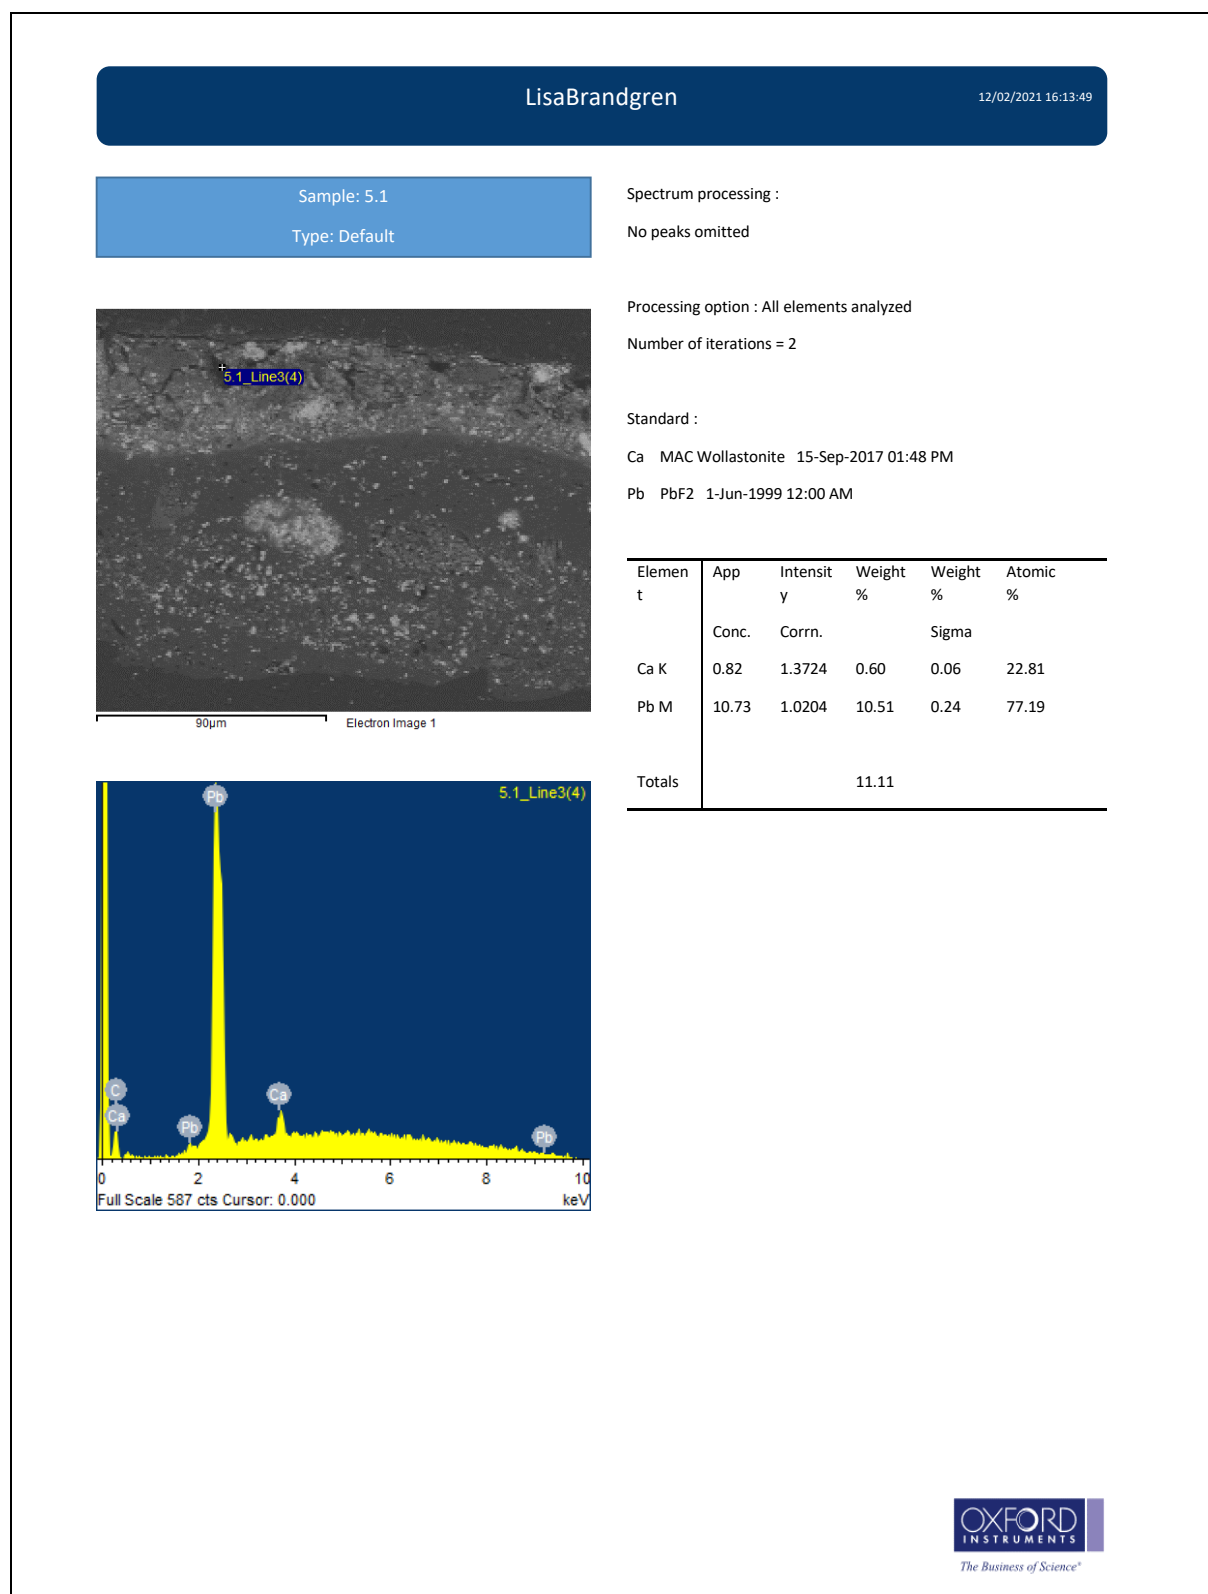 LisaBrandgren
12/02/2021 16:13:49
Sample: 5.1
Type: Default
Spectrum processing :
No peaks omitted
Processing option : All elements analyzed
Number of iterations = 2
Standard :
Ca MAC Wollastonite 15-Sep-2017 01:48 PM
Pb PbF2 1-Jun-1999 12:00 AM
5.1_Line3(4)
90µm Electron Image 1
Elemen App Intensit Weight Weight Atomic
t y % % %
Conc. Corrn. Sigma
Ca K 0.82 1.3724 0.60 0.06 22.81
Pb M 10.73 1.0204 10.51 0.24 77.19
Totals 11.11
5.1_Line3(4)
Pb
C
Ca
Ca
Pb
Pb
0 2 4 6 8 10
Full Scale 587 cts Cursor: 0.000 keV
OXFORD
INSTRUMENTS
The Business of Science®